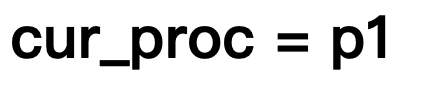 cur_proc = p1